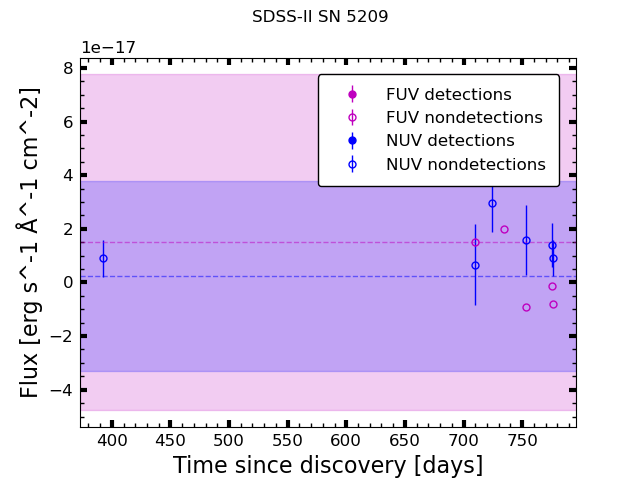 SDSS-II SN 5209
1e−17
8
6
4
2
0
−2
−4
Flux [erg s^-1 Å^-1 cm^-2]
FUV detections
FUV nondetections
NUV detections
NUV nondetections
400 450 500 550 600 650 700 750
Time since discovery [days]